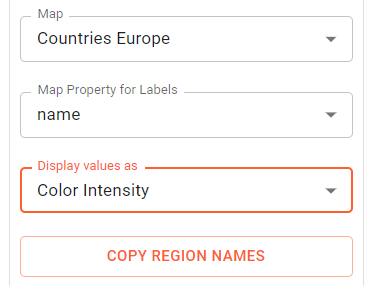 Map
Countries Europe
Map Property for Labels
name
Display values as
Color Intensity
COPY REGION NAMES